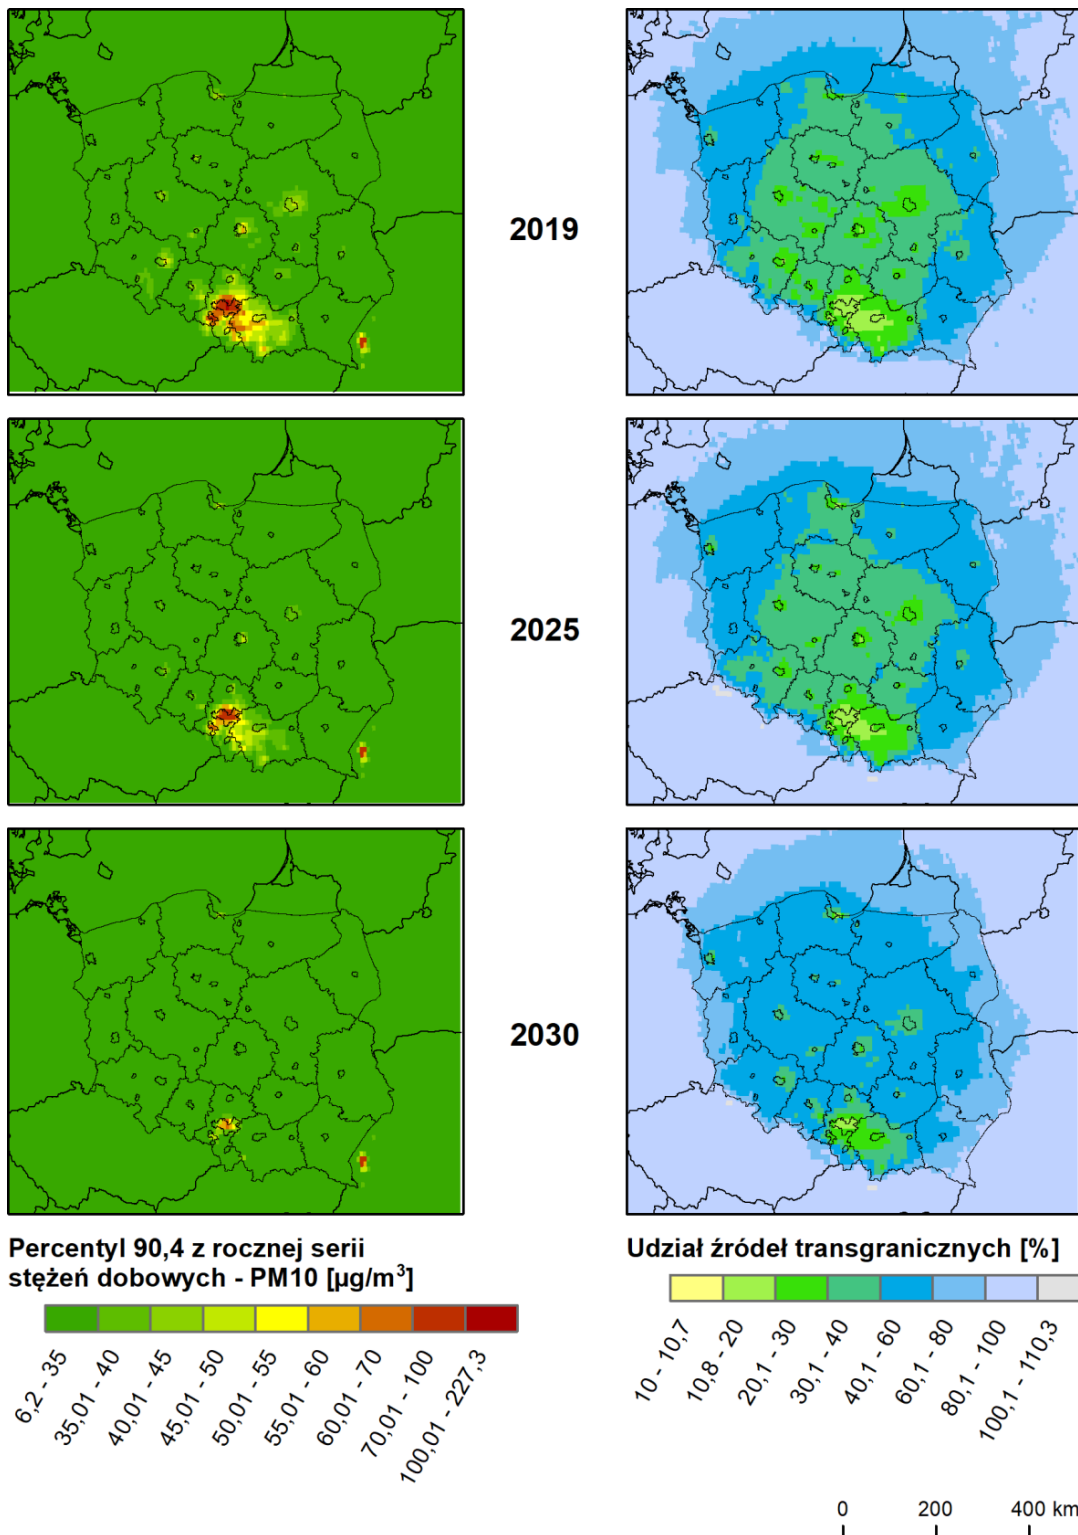 2019
2025
2030
Percentyl 90,4 z rocznej serii
stężeń dobowych - PM10 [µg/m³]
6,2 - 35
35,01 - 40
40,01 - 45
45,01 - 50
50,01 - 55
55,01 - 60
60,01 - 70
70,01 - 100
100,01 - 227,3
Udział źródeł transgranicznych [%]
10 - 10,7
10,8 - 20
20,1 - 30
30,1 - 40
40,1 - 60
60,1 - 80
80,1 - 100
100,1 - 110,3
0 200 400 km